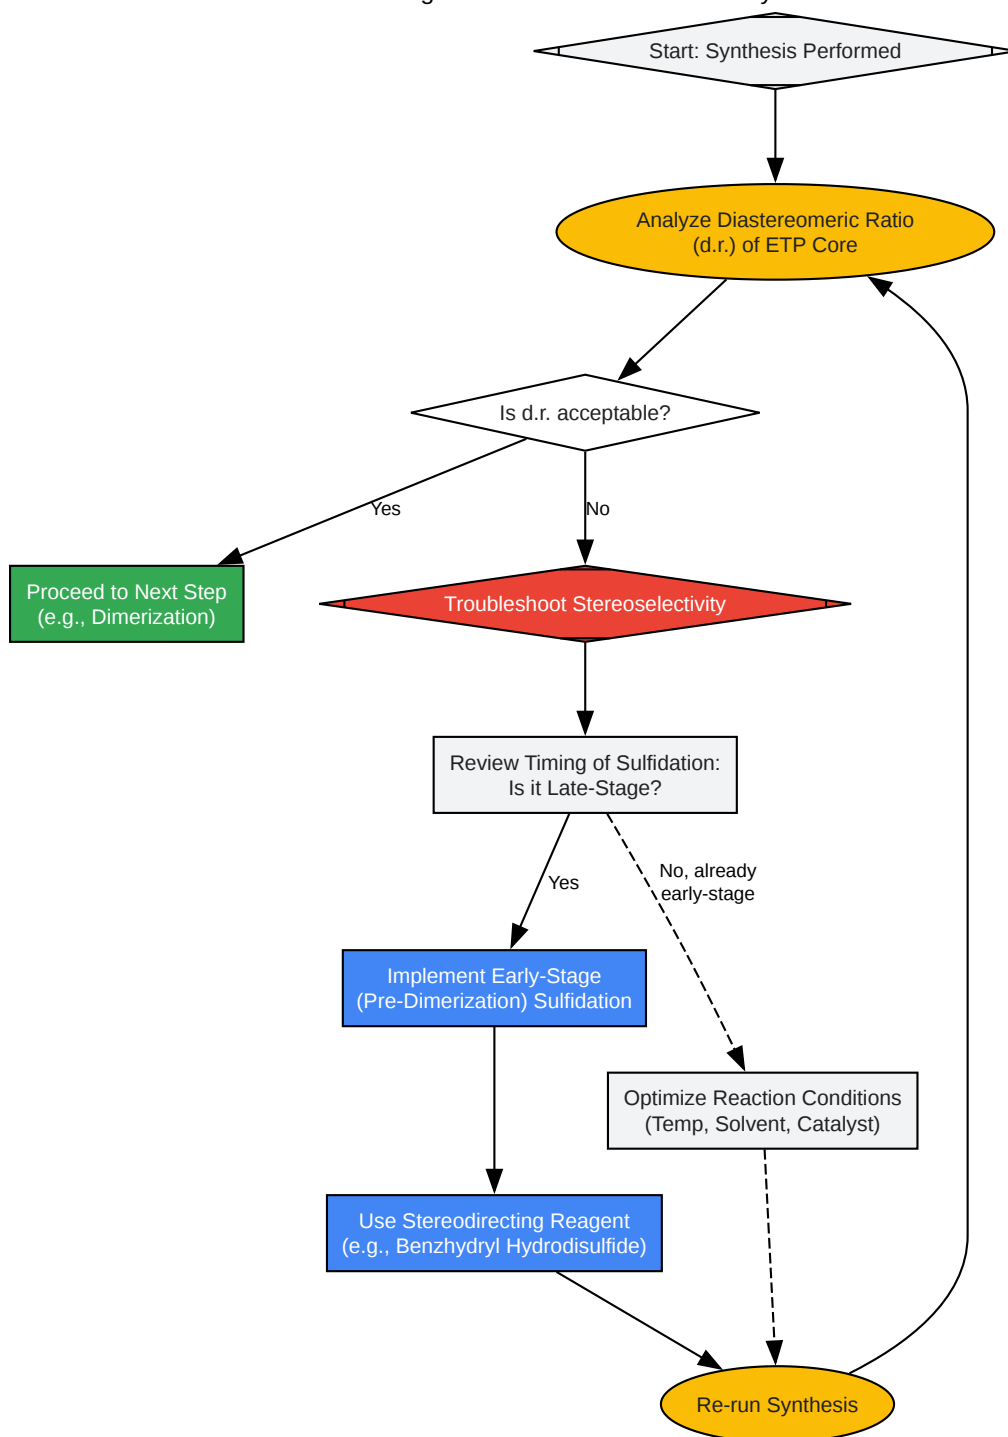 Start: Synthesis Performed
Analyze Diastereomeric Ratio
(d.r.) of ETP Core
Is d.r. acceptable?
Yes
No
Proceed to Next Step
(e.g., Dimerization)
Troubleshoot Stereoselectivity
Review Timing of Sulfidation:
Is it Late-Stage?
Yes
No, already
early-stage
Implement Early-Stage
(Pre-Dimerization) Sulfidation
Optimize Reaction Conditions
(Temp, Solvent, Catalyst)
Use Stereodirecting Reagent
(e.g., Benzhydryl Hydrodisulfide)
Re-run Synthesis